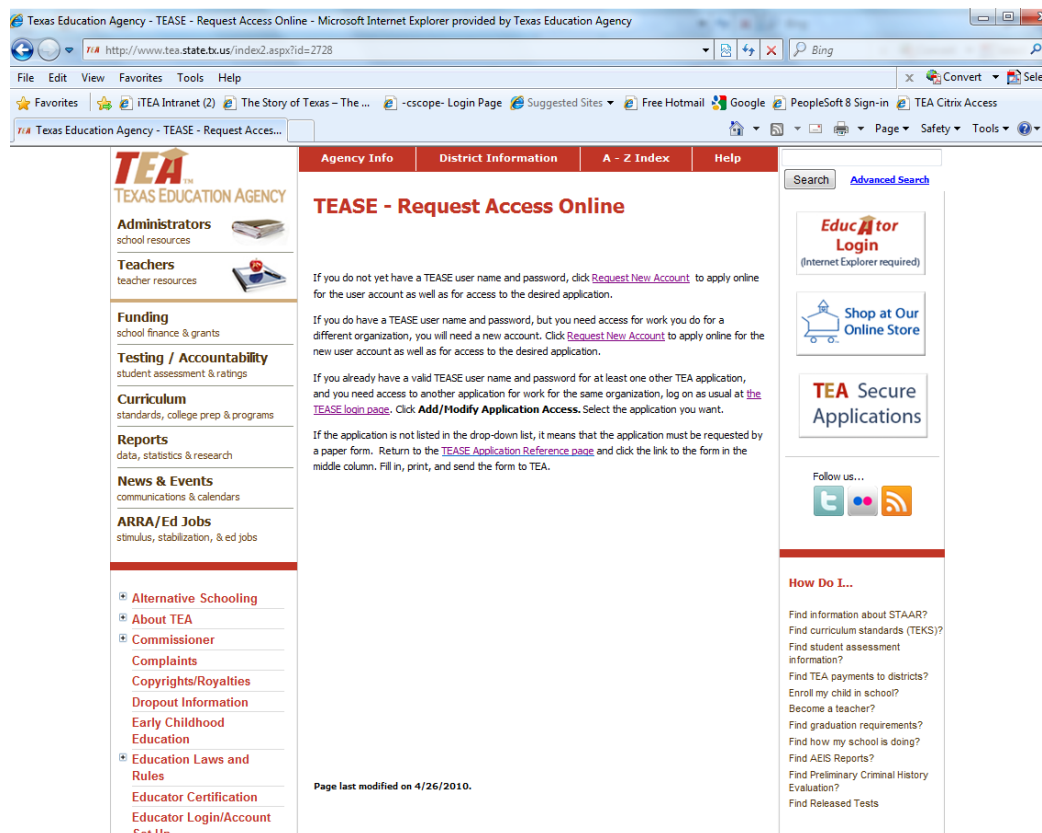 Texas Education Agency - TEASE - Request Access Online - Microsoft Internet Explorer provided by Texas Education Agency
TEA http://www.tea.state.tx.us/index2.aspx?id=2728
Bing
File Edit View Favorites Tools Help
Convert
Favorites
iTEA Intranet (2)
The Story of Texas – The ...
-cscope- Login Page
Suggested Sites
Free Hotmail
Google
PeopleSoft 8 Sign-in
TEA Citrix Access
TEA Texas Education Agency - TEASE - Request Acces...
Page Safety Tools
TEA TM
TEXAS EDUCATION AGENCY
Administrators
school resources
Teachers
teacher resources
Funding
school finance & grants
Testing / Accountability
student assessment & ratings
Curriculum
standards, college prep & programs
Reports
data, statistics & research
News & Events
communications & calendars
ARRA/Ed Jobs
stimulus, stabilization, & ed jobs
Alternative Schooling
About TEA
Commissioner
Complaints
Copyrights/Royalties
Dropout Information
Early Childhood
Education
Education Laws and
Rules
Educator Certification
Educator Login/Account
Set Up
Agency Info District Information A - Z Index Help
TEASE - Request Access Online
If you do not yet have a TEASE user name and password, click Request New Account to apply online
for the user account as well as for access to the desired application.
If you do have a TEASE user name and password, but you need access for work you do for a
different organization, you will need a new account. Click Request New Account to apply online for the
new user account as well as for access to the desired application.
If you already have a valid TEASE user name and password for at least one other TEA application,
and you need access to another application for work for the same organization, log on as usual at the
TEASE login page. Click Add/Modify Application Access. Select the application you want.
If the application is not listed in the drop-down list, it means that the application must be requested by
a paper form. Return to the TEASE Application Reference page and click the link to the form in the
middle column. Fill in, print, and send the form to TEA.
Page last modified on 4/26/2010.
Search Advanced Search
Educator
Login
(Internet Explorer required)
Shop at Our
Online Store
TEA Secure
Applications
Follow us...
How Do I...
Find information about STAAR?
Find curriculum standards (TEKS)?
Find student assessment
information?
Find TEA payments to districts?
Enroll my child in school?
Become a teacher?
Find graduation requirements?
Find how my school is doing?
Find AEIS Reports?
Find Preliminary Criminal History
Evaluation?
Find Released Tests